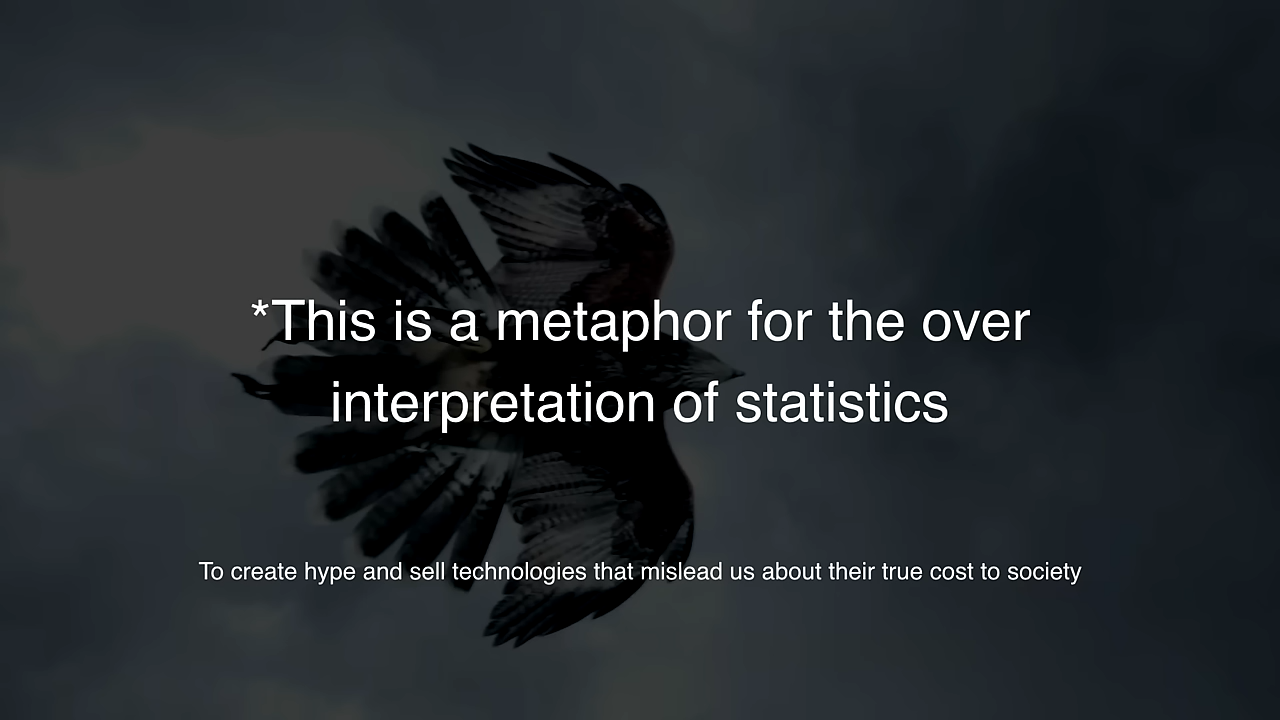 *This is a metaphor for the over
interpretation of statistics
To create hype and sell technologies that mislead us about their true cost to society